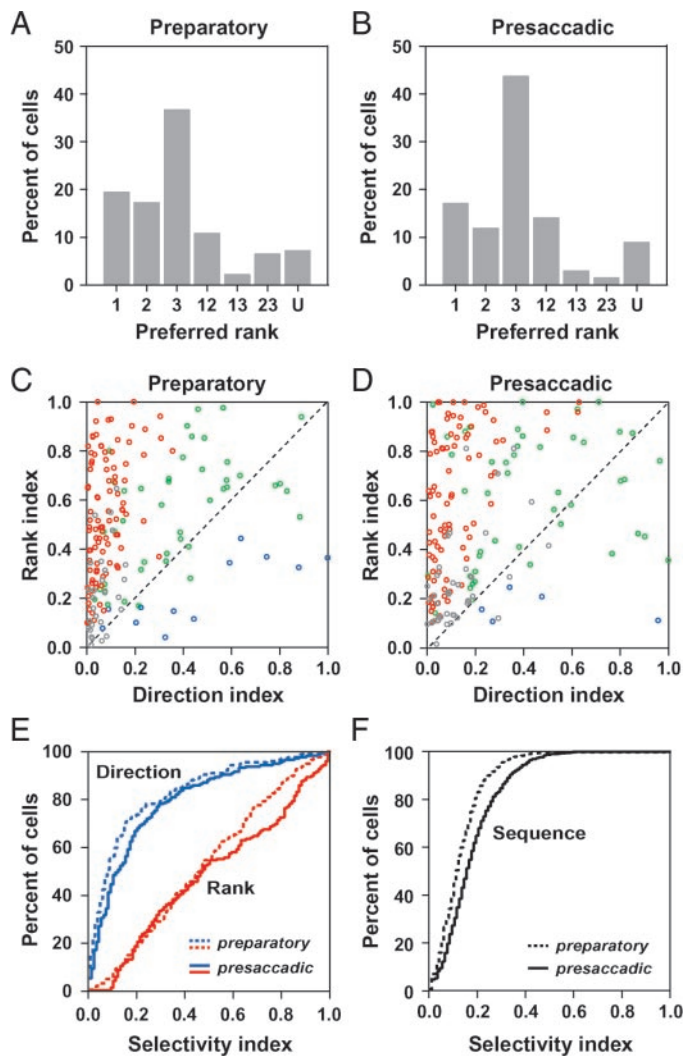 A
Preparatory
50
40
30
20
10
0
Percent of cells
1 2 3 12 13 23 U
Preferred rank
B
Presaccadic
50
40
30
20
10
0
Percent of cells
1 2 3 12 13 23 U
Preferred rank
C
Preparatory
1.0
0.8
0.6
0.4
0.2
0.0
Rank index
0.0 0.2 0.4 0.6 0.8 1.0
Direction index
D
Presaccadic
1.0
0.8
0.6
0.4
0.2
0.0
Rank index
0.0 0.2 0.4 0.6 0.8 1.0
Direction index
E
100
80
60
40
20
0
Percent of cells
Direction
Rank
preparatory
presaccadic
0.0 0.2 0.4 0.6 0.8 1.0
Selectivity index
F
100
80
60
40
20
0
Percent of cells
Sequence
preparatory
presaccadic
0.0 0.2 0.4 0.6 0.8 1.0
Selectivity index